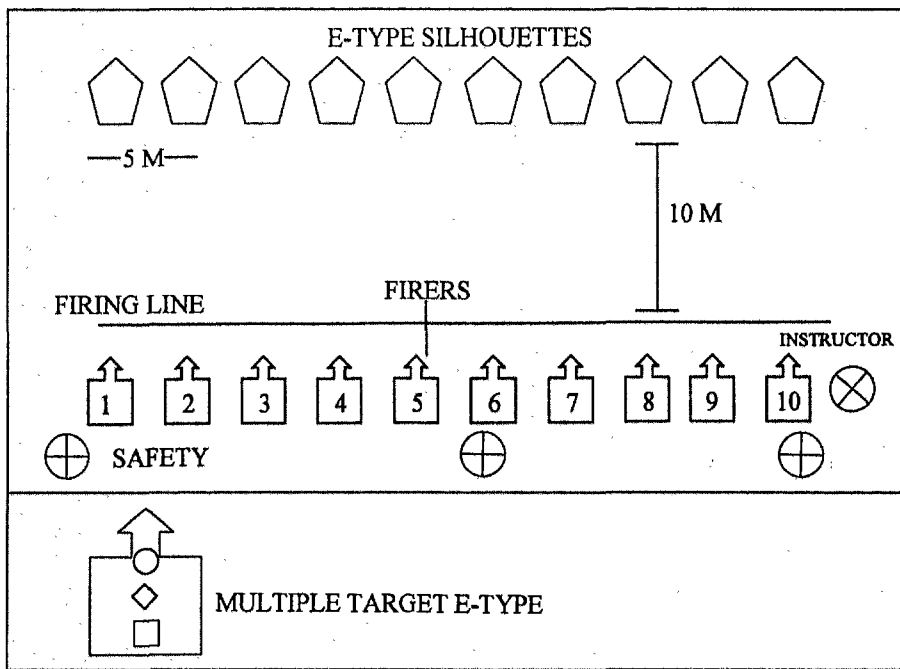 E-TYPE SILHOUETTES
5 M
10 M
FIRING LINE
FIRERS
INSTRUCTOR
1 2 3 4 5 6 7 8 9 10
SAFETY
MULTIPLE TARGET E-TYPE